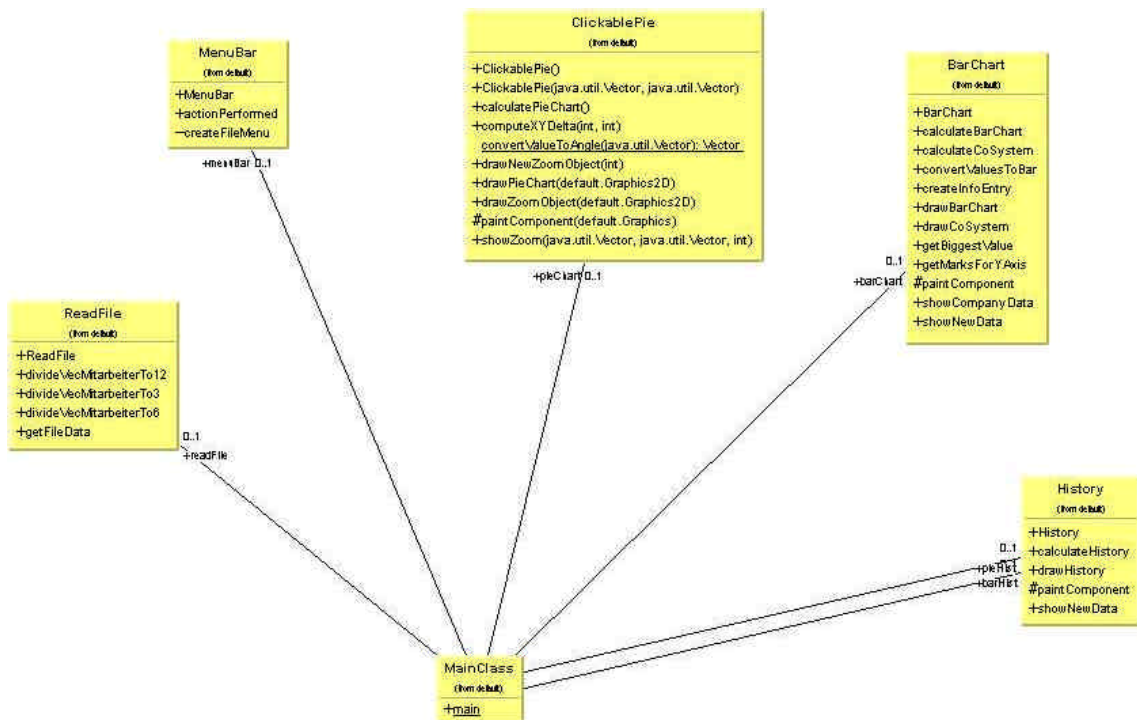 ClickablePie
(from default)
+ClickablePie()
+ClickablePie(java.util.Vector, java.util.Vector)
+calculatePieChart()
+computeXYDelta(int, int)
convertValueToAngle(java.util.Vector): Vector
+drawNewZoomObject(int)
+drawPieChart(default.Graphics2D)
+drawZoomObject(default.Graphics2D)
#paintComponent(default.Graphics)
+showZoom(java.util.Vector, java.util.Vector, int)
+pieChart 0..1
MenuBar
(from default)
+MenuBar
+actionPerformed
-createFileMenu
+menuBar 0..1
BarChart
(from default)
+BarChart
+calculateBarChart
+calculateCoSystem
+convertValuesToBar
+createInfoEntry
+drawBarChart
+drawCoSystem
+getBiggestValue
+getMarksForYAxis
#paintComponent
+showCompanyData
+showNewData
0..1
+barChart
ReadFile
(from default)
+ReadFile
+divideVecMitarbeiterTo12
+divideVecMitarbeiterTo3
+divideVecMitarbeiterTo6
+getFileData
0..1
+readFile
History
(from default)
+History
+calculateHistory
+drawHistory
#paintComponent
+showNewData
0..1
+pieHist
+barHist
MainClass
(from default)
+main